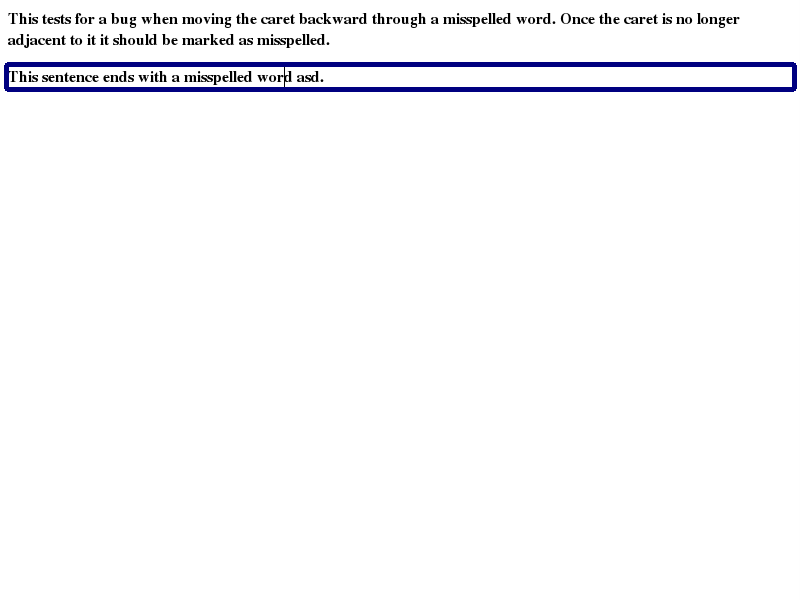 This tests for a bug when moving the caret backward through a misspelled word. Once the caret is no longer
adjacent to it it should be marked as misspelled.
This sentence ends with a misspelled word asd.